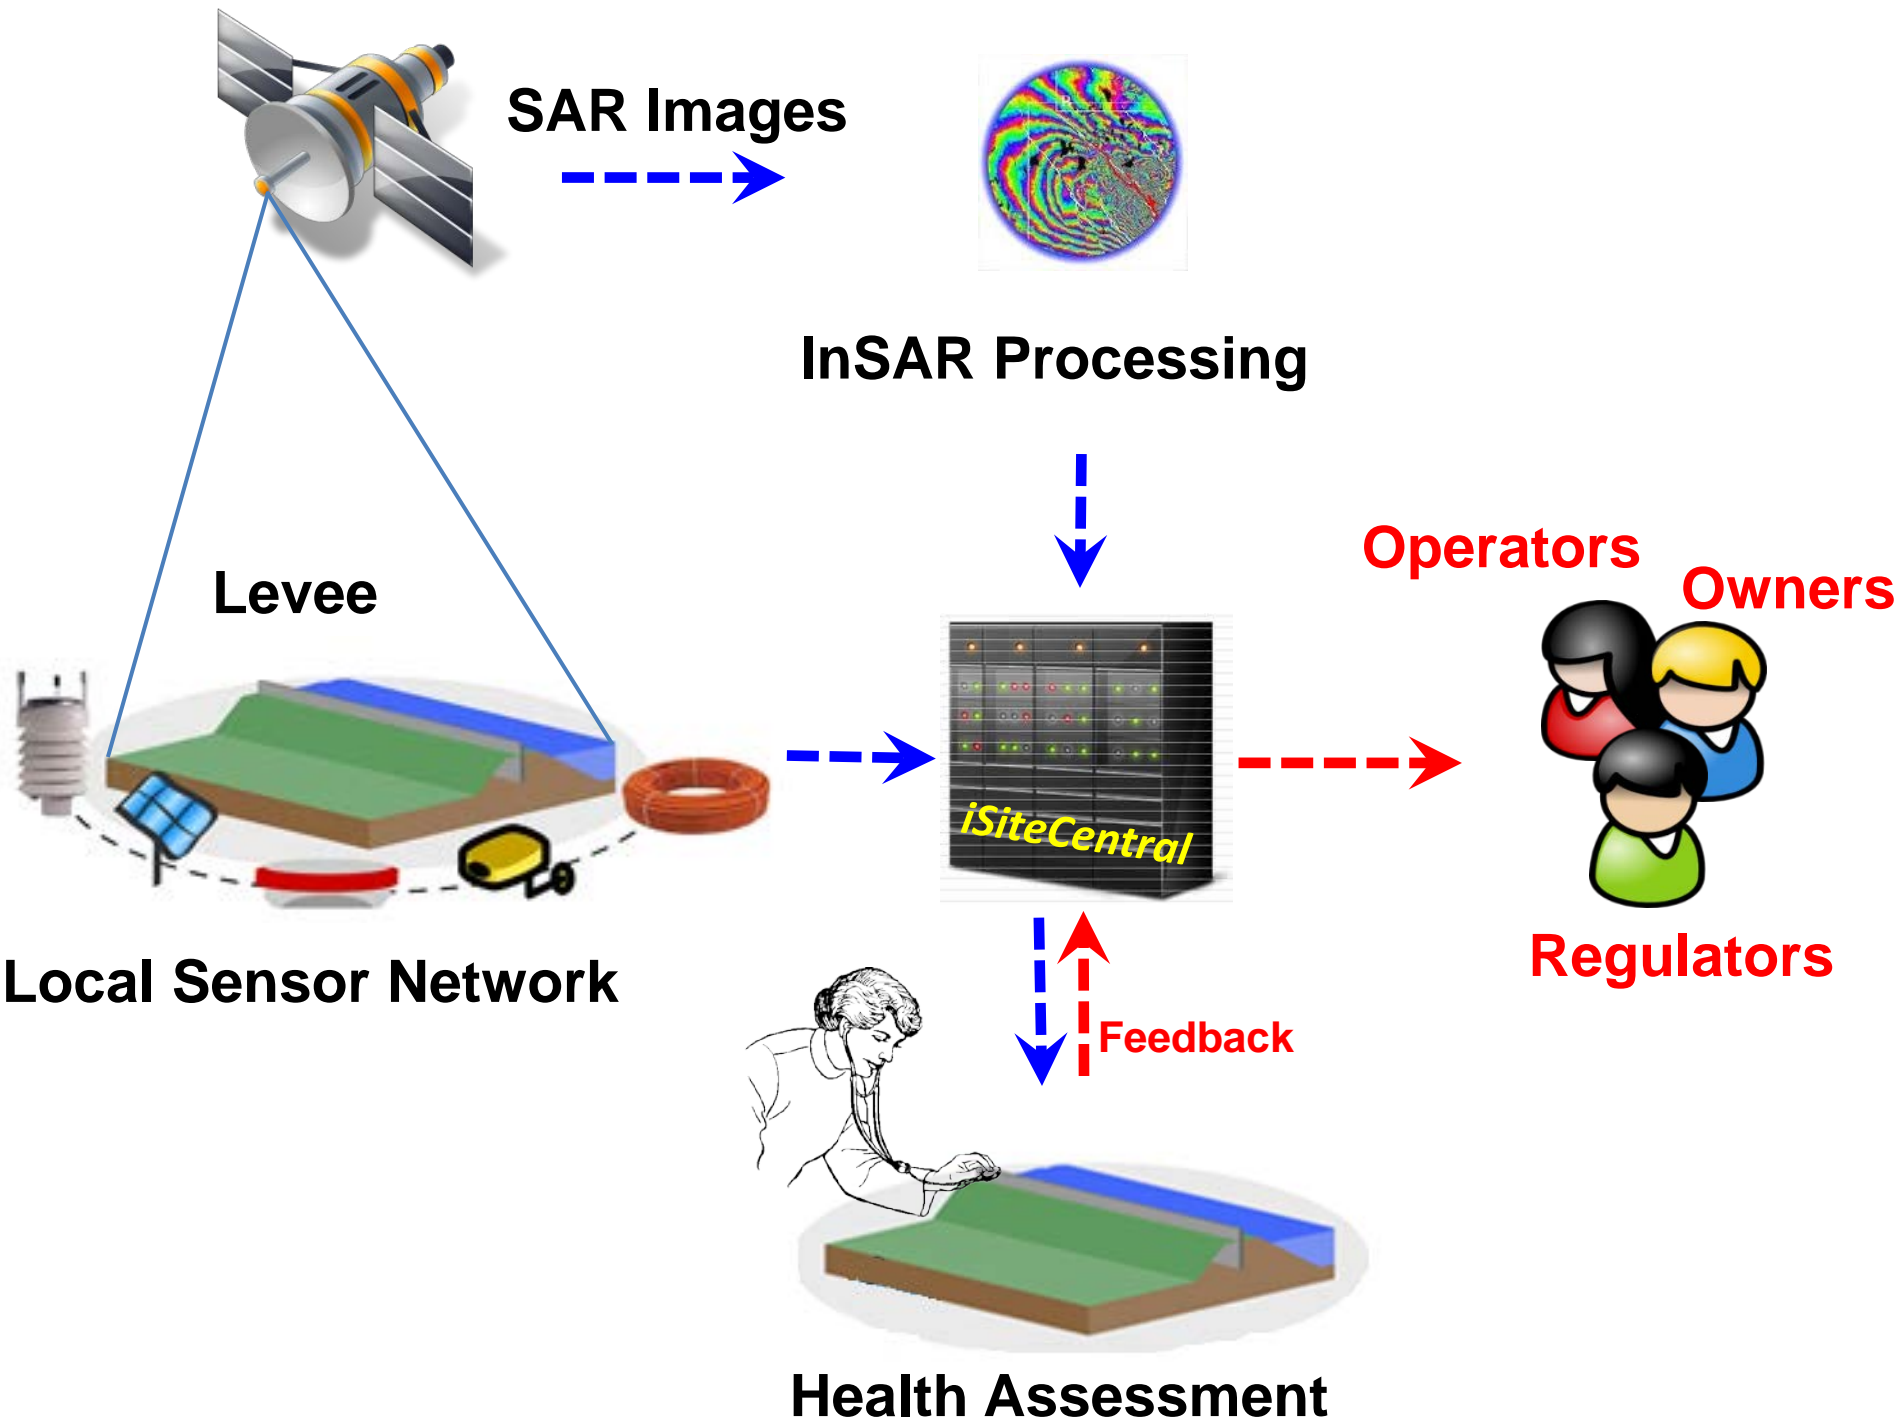 SAR Images
InSAR Processing
Levee
Operators
Owners
iSiteCentral
Regulators
Local Sensor Network
Feedback
Health Assessment